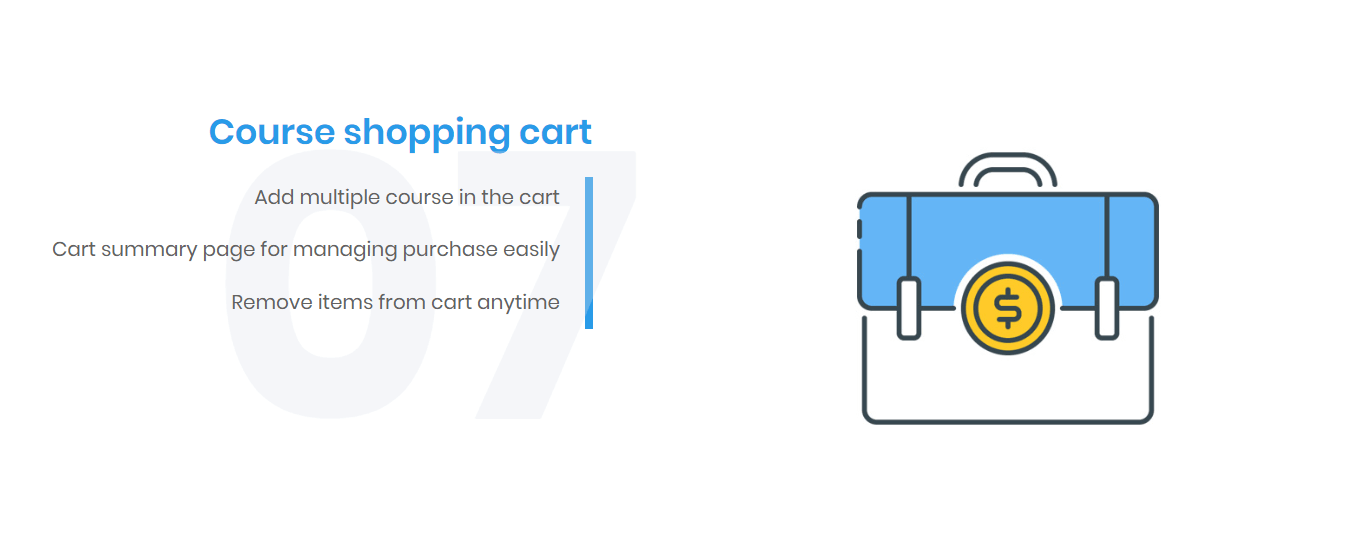 Course shopping cart
07
Add multiple course in the cart
Cart summary page for managing purchase easily
Remove items from cart anytime
$